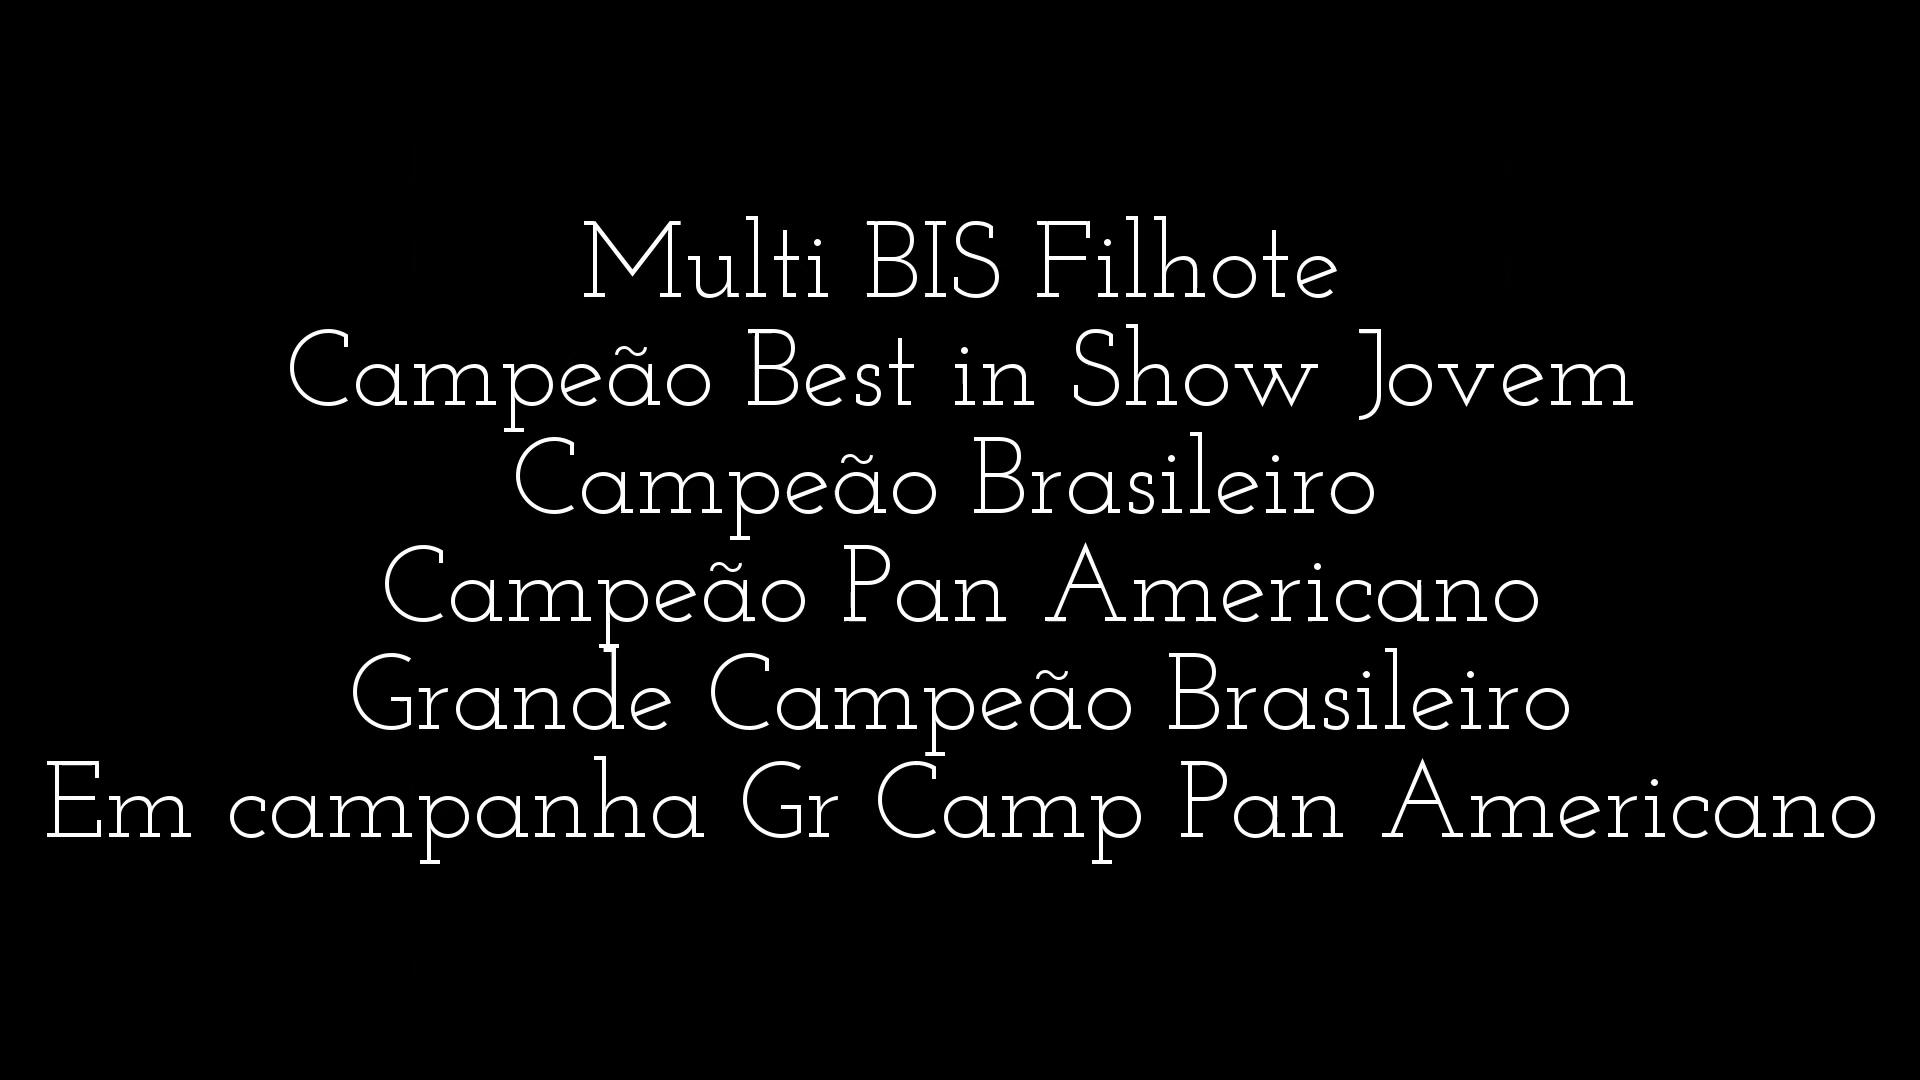 Multi BIS Filhote
Campeão Best in Show Jovem
Campeão Brasileiro
Campeão Pan Americano
Grande Campeão Brasileiro
Em campanha Gr Camp Pan Americano